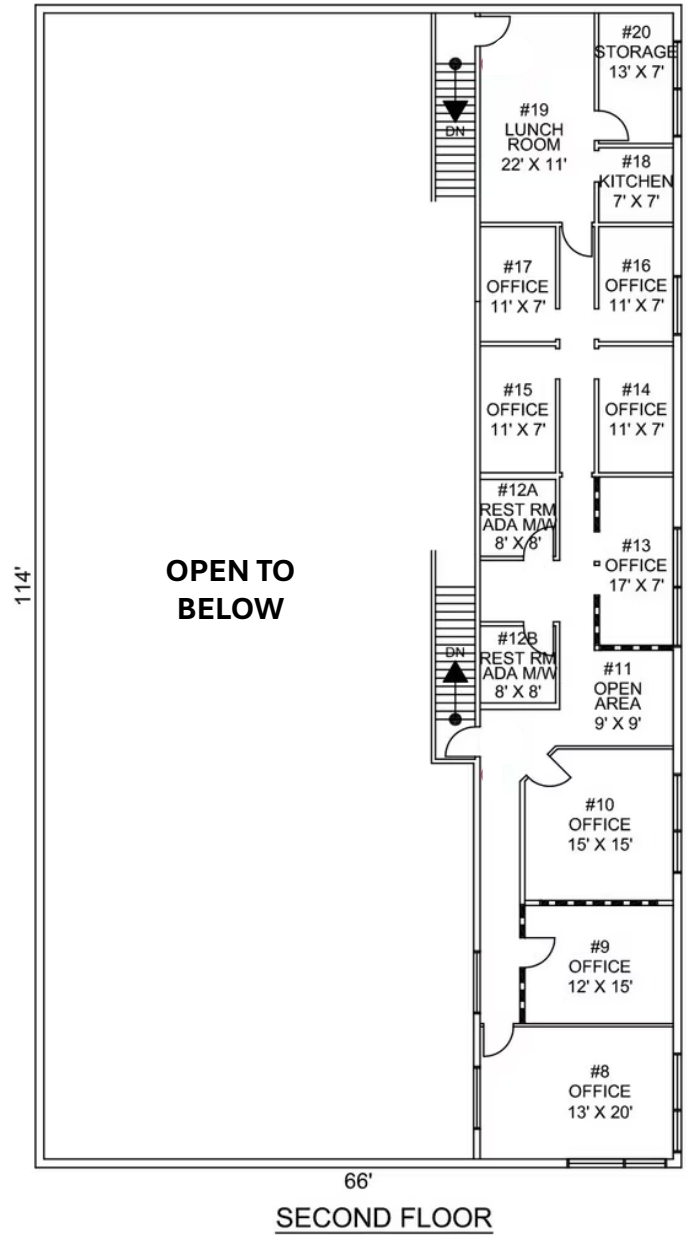 #20
STORAGE
13' X 7'
DN
#19
LUNCH
ROOM
22' X 11'
#18
KITCHEN
7' X 7'
#17
OFFICE
11' X 7'
#16
OFFICE
11' X 7'
#15
OFFICE
11' X 7'
#14
OFFICE
11' X 7'
#12A
REST RM
ADA M/W
8' X 8'
#13
OFFICE
17' X 7'
OPEN TO
BELOW
114'
DN
#12B
REST RM
ADA M/W
8' X 8'
#11
OPEN
AREA
9' X 9'
#10
OFFICE
15' X 15'
#9
OFFICE
12' X 15'
#8
OFFICE
13' X 20'
66'
SECOND FLOOR